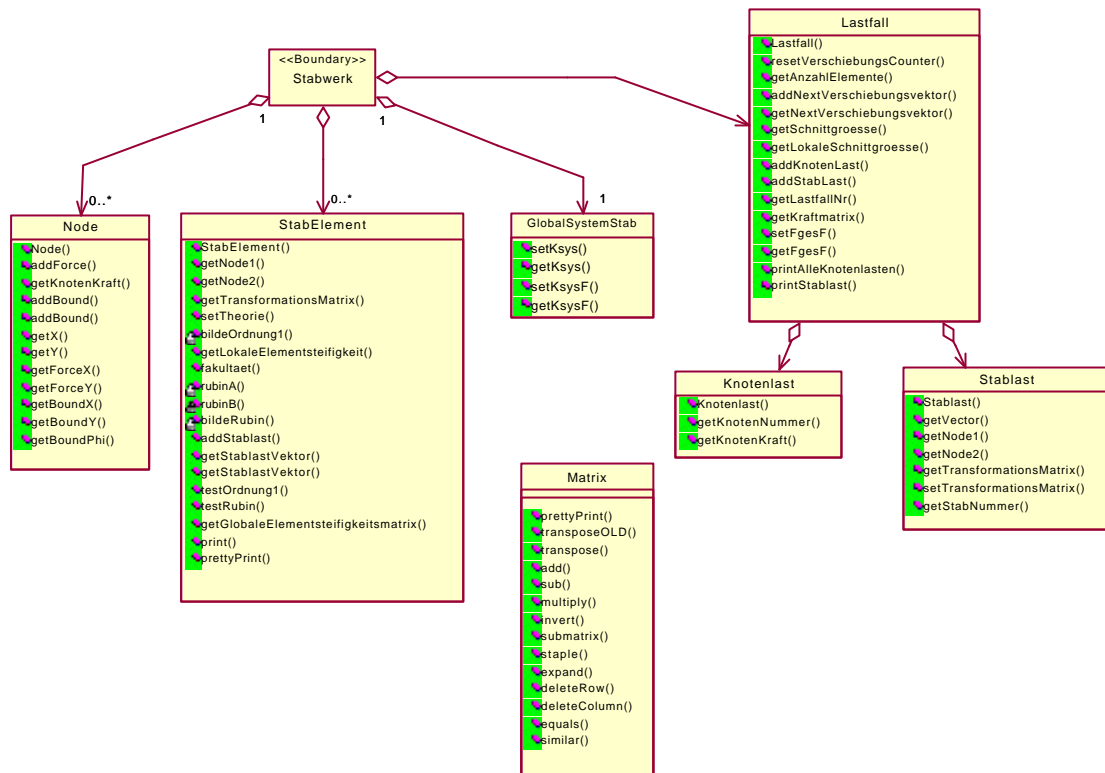 <<Boundary>>
Stabwerk
1
1
0..*
0..*
1
Lastfall
Lastfall()
resetVerschiebungsCounter()
getAnzahlElemente()
addNextVerschiebungsvektor()
getNextVerschiebungsvektor()
getSchnittgroesse()
getLokaleSchnittgroesse()
addKnotenLast()
addStabLast()
getLastfallNr()
getKraftmatrix()
setFgesF()
getFgesF()
printAlleKnotenlasten()
printStablast()
Node
Node()
addForce()
getKnotenKraft()
addBound()
addBound()
getX()
getY()
getForceX()
getForceY()
getBoundX()
getBoundY()
getBoundPhi()
StabElement
StabElement()
getNode1()
getNode2()
getTransformationsMatrix()
setTheorie()
bildeOrdnung1()
getLokaleElementsteifigkeit()
fakultaet()
rubinA()
rubinB()
bildeRubin()
addStablast()
getStablastVektor()
getStablastVektor()
testOrdnung1()
testRubin()
getGlobaleElementsteifigkeitsmatrix()
print()
prettyPrint()
GlobalSystemStab
setKsys()
getKsys()
setKsysF()
getKsysF()
Knotenlast
Knotenlast()
getKnotenNummer()
getKnotenKraft()
Stablast
Stablast()
getVector()
getNode1()
getNode2()
getTransformationsMatrix()
setTransformationsMatrix()
getStabNummer()
Matrix
prettyPrint()
transposeOLD()
transpose()
add()
sub()
multiply()
invert()
submatrix()
staple()
expand()
deleteRow()
deleteColumn()
equals()
similar()